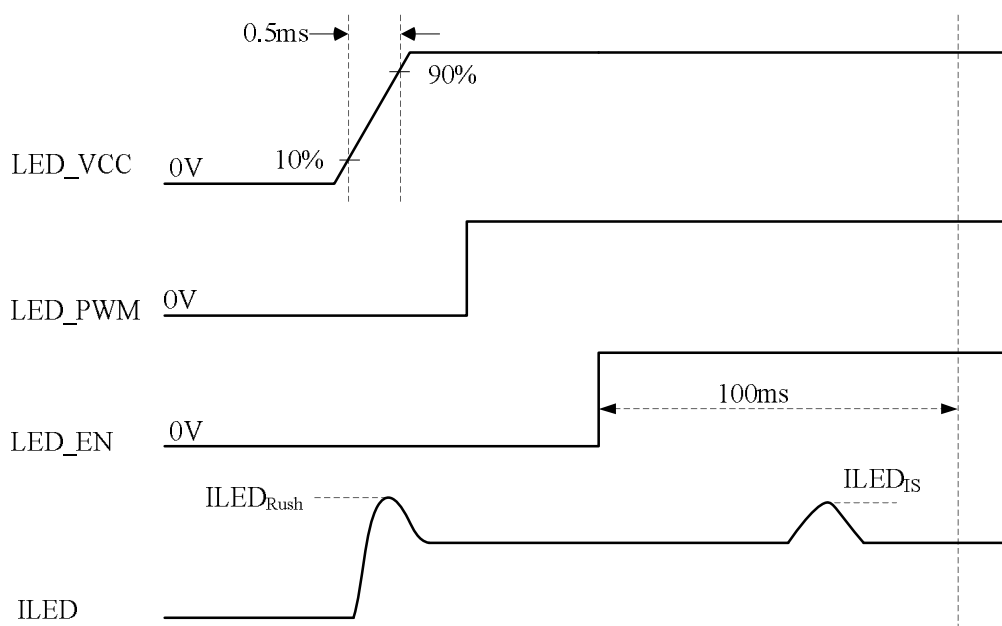 0.5ms
90%
10%
LED_VCC
0V
LED_PWM
0V
100ms
LED_EN
0V
ILEDRush
ILEDIS
ILED